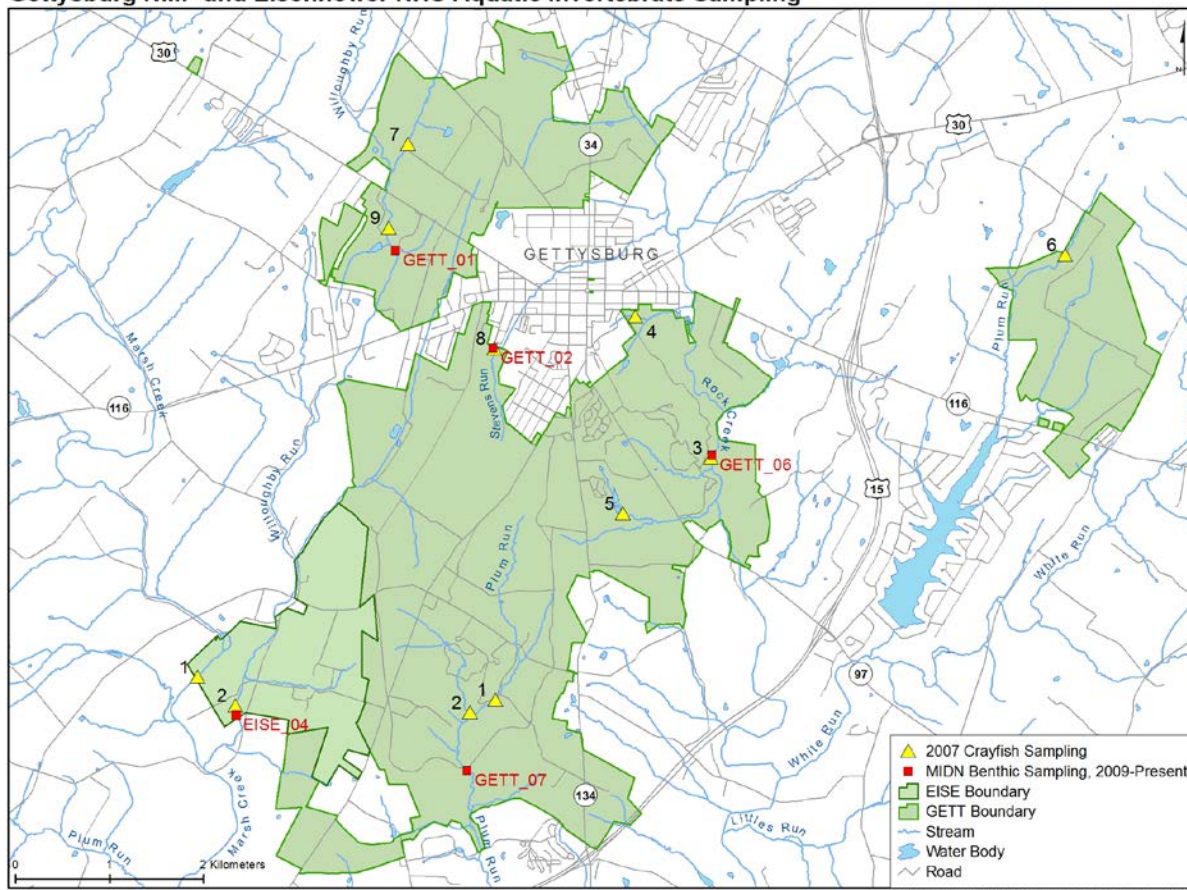 Gettysburg NMP and Eisenhower NHS Aquatic Invertebrate Sampling
30
Willoughby Run
N
7
34
30
9
GETT_01
GETTYSBURG
6
Plum Run
4
8
GETT_02
Stevens Run
Marsh Creek
116
Rock Creek
116
3
GETT_06
15
Willoughby Run
5
Plum Run
White Run
1
2
EISE_04
2
1
97
White Run
GETT_07
134
Marsh Creek
Plum Run
Plum Run
Littles Run
0 1 2 Kilometers
2007 Crayfish Sampling
MIDN Benthic Sampling, 2009-Present
EISE Boundary
GETT Boundary
Stream
Water Body
Road